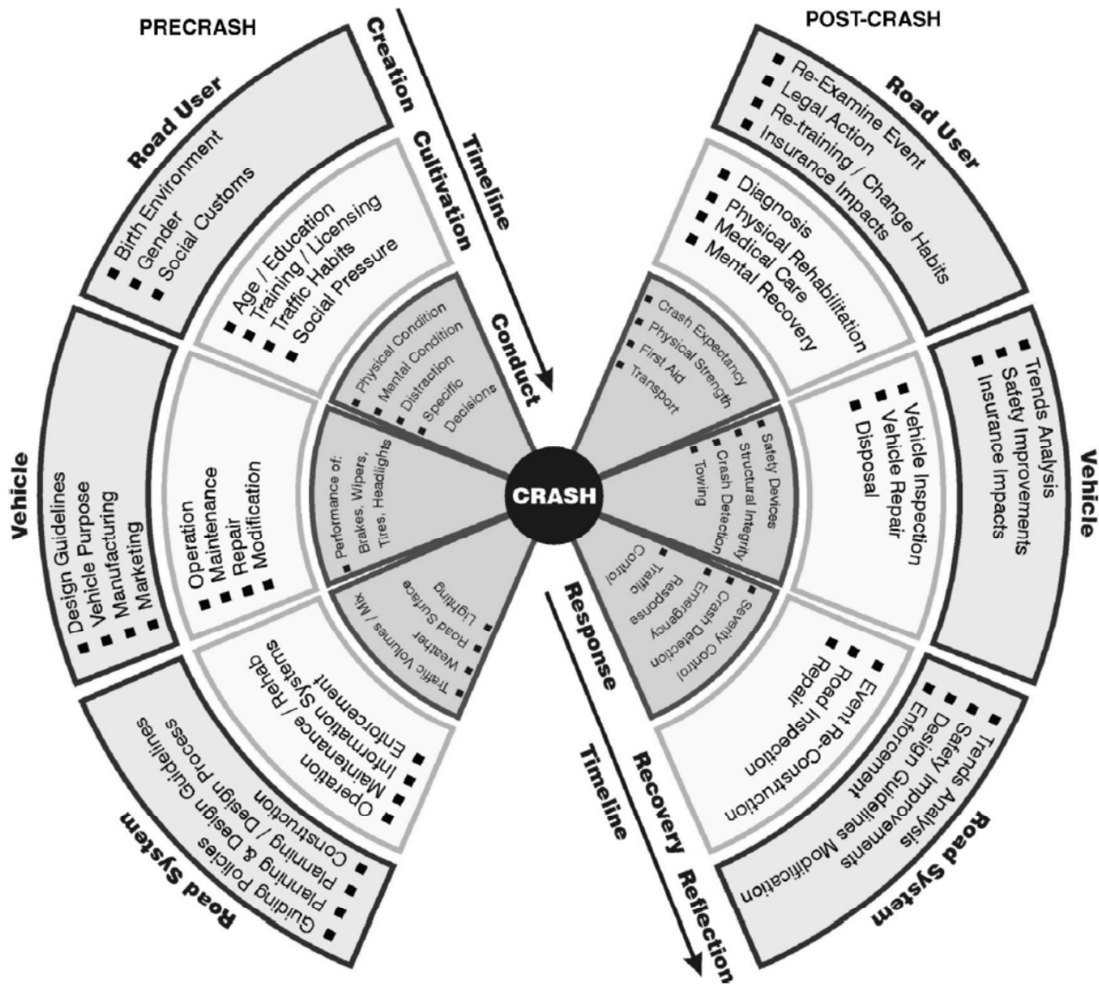 PRECRASH
POST-CRASH
Creation
Cultivation
Conduct
Timeline
Road User
Birth Environment
Gender
Social Customs
Age / Education
Training / Licensing
Traffic Habits
Social Pressure
Physical Condition
Mental Condition
Distraction
Specific
Decisions
Vehicle
Design Guidelines
Vehicle Purpose
Manufacturing
Marketing
Operation
Maintenance
Repair
Modification
Performance of:
Brakes, Wipers,
Tires, Headlights
Road System
Guiding Policies
Planning & Design Guidelines
Planning / Design Process
Construction
Operation
Maintenance / Rehab
Information Systems
Enforcement
Traffic Volumes / Mix
Weather
Road Surface
Lighting
CRASH
Road User
Re-Examine Event
Legal Action
Re-training / Change Habits
Insurance Impacts
Diagnosis
Physical Rehabilitation
Medical Care
Mental Recovery
Crash Expectancy
Physical Strength
First Aid
Transport
Vehicle
Trends Analysis
Safety Improvements
Insurance Impacts
Vehicle Inspection
Vehicle Repair
Disposal
Safety Devices
Structural Integrity
Crash Detection
Towing
Road System
Trends Analysis
Safety Improvements
Design Guidelines Modification
Enforcement
Event Re-Construction
Road Inspection
Repair
Severity Control
Crash Detection
Emergency
Response
Traffic
Control
Response
Recovery
Reflection
Timeline